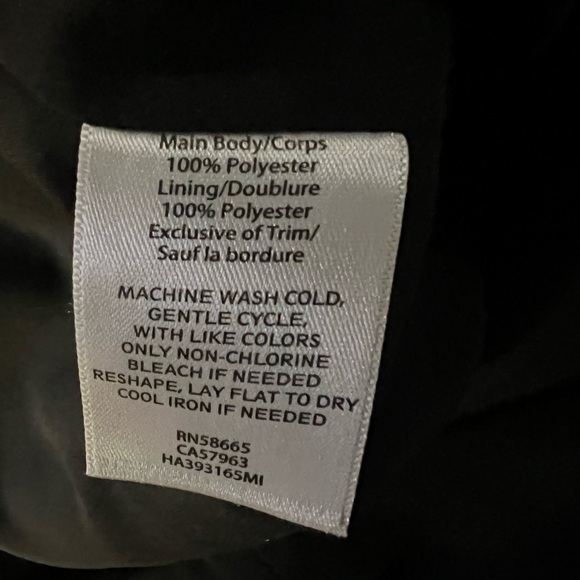 Main Body/Corps
100% Polyester
Lining/Doublure
100% Polyester
Exclusive of Trim/
Sauf la bordure
MACHINE WASH COLD,
GENTLE CYCLE,
WITH LIKE COLORS
ONLY NON-CHLORINE
BLEACH IF NEEDED
RESHAPE, LAY FLAT TO DRY
COOL IRON IF NEEDED
RN58665
CA57963
HA393165MI